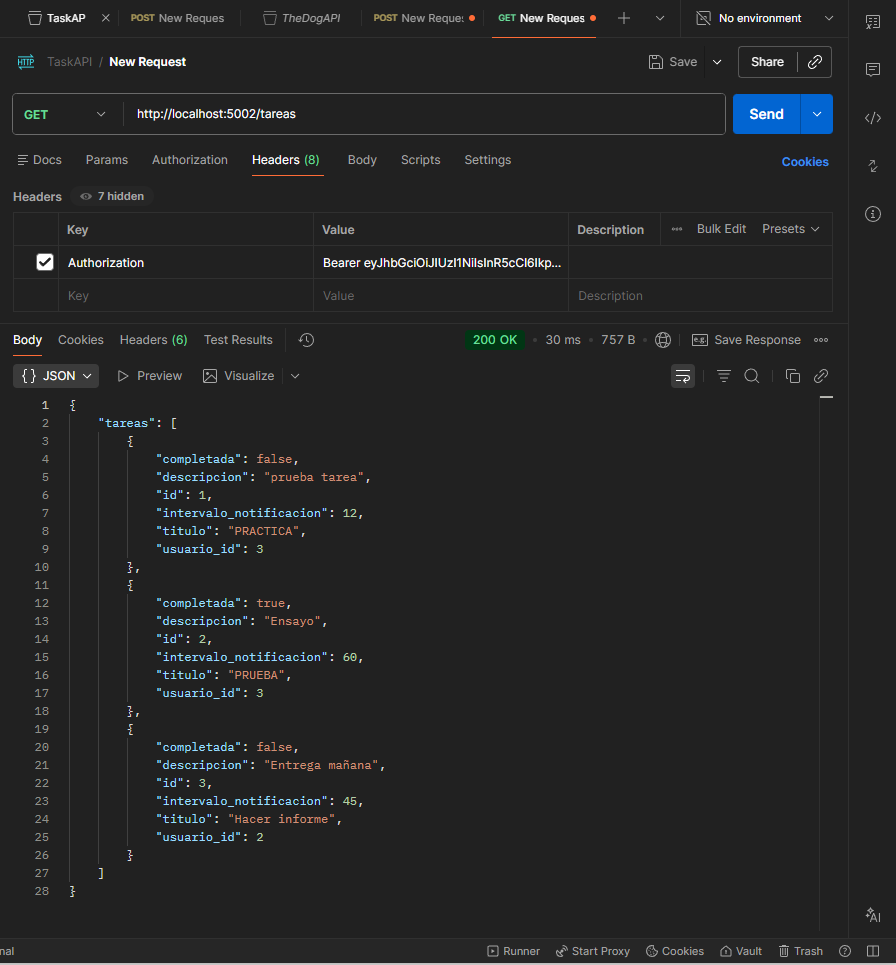 TaskAP POST New Reques TheDogAPI POST New Reques GET New Reques No environment
HTTP TaskAPI / New Request Save Share
GET http://localhost:5002/tareas Send
Docs Params Authorization Headers (8) Body Scripts Settings Cookies
Headers 7 hidden
Key Value Description Bulk Edit Presets
Authorization Bearer eyJhbGciOiJIUzI1NiIsInR5cCI6Ikp...
Key Value Description
Body Cookies Headers (6) Test Results 200 OK • 30 ms • 757 B e.g. Save Response
{} JSON Preview Visualize
1 {
2 "tareas": [
3 {
4 "completada": false,
5 "descripcion": "prueba tarea",
6 "id": 1,
7 "intervalo_notificacion": 12,
8 "titulo": "PRACTICA",
9 "usuario_id": 3
10 },
11 {
12 "completada": true,
13 "descripcion": "Ensayo",
14 "id": 2,
15 "intervalo_notificacion": 60,
16 "titulo": "PRUEBA",
17 "usuario_id": 3
18 },
19 {
20 "completada": false,
21 "descripcion": "Entrega mañana",
22 "id": 3,
23 "intervalo_notificacion": 45,
24 "titulo": "Hacer informe",
25 "usuario_id": 2
26 }
27 ]
28 }
AI
nal Runner Start Proxy Cookies Vault Trash